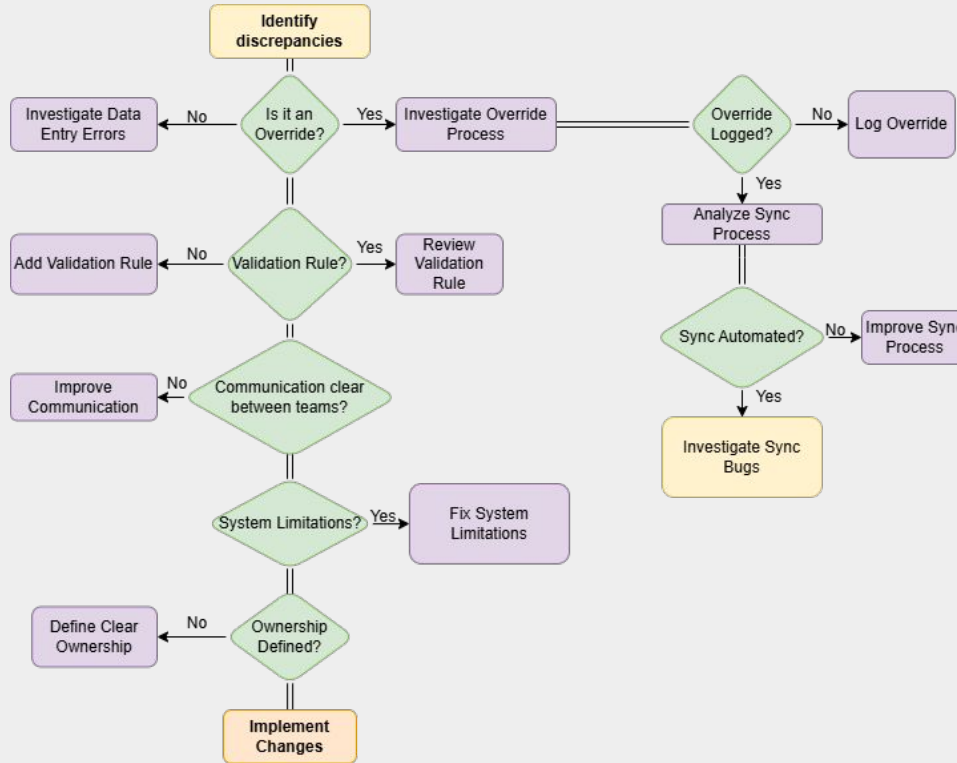 Identify
discrepancies
Investigate Data
Entry Errors
No
Is it an
Override?
Yes
Investigate Override
Process
Override
Logged?
No
Log Override
Yes
Analyze Sync
Process
Add Validation Rule
No
Validation Rule?
Yes
Review
Validation
Rule
Sync Automated?
No
Improve Sync
Process
Improve
Communication
No
Communication clear
between teams?
Yes
Investigate Sync
Bugs
System Limitations?
Yes
Fix System
Limitations
Define Clear
Ownership
No
Ownership
Defined?
Implement
Changes